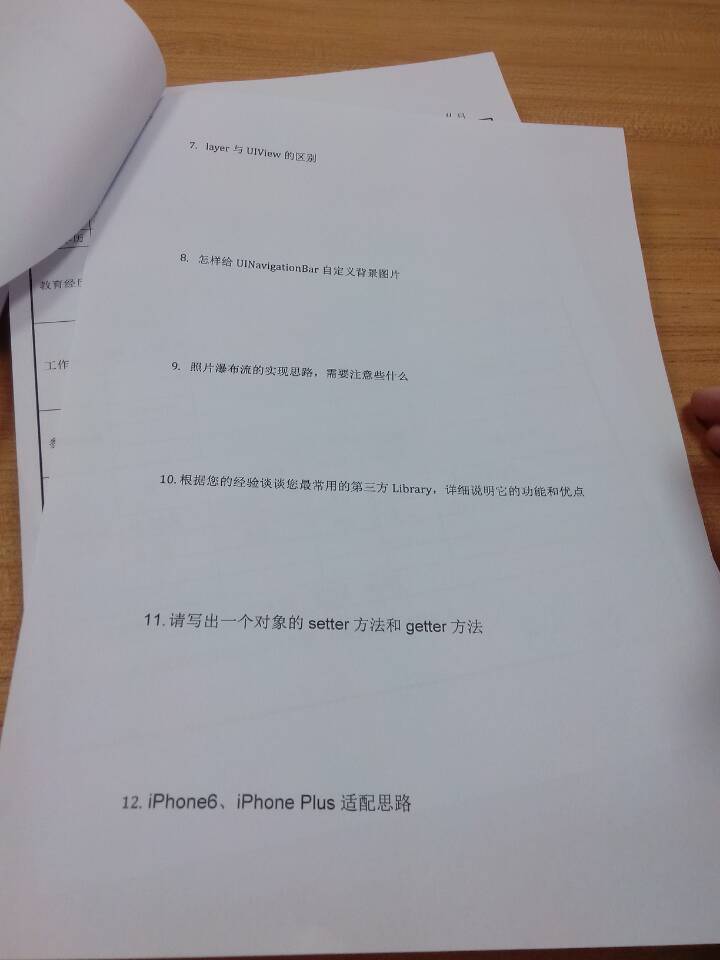 7. layer 与 UIView 的区别
8. 怎样给 UINavigationBar 自定义背景图片
9. 照片瀑布流的实现思路，需要注意些什么
教育经历
工作
10. 根据您的经验谈谈您最常用的第三方 Library，详细说明它的功能和优点
11. 请写出一个对象的 setter 方法和 getter 方法
12. iPhone6、iPhone Plus 适配思路